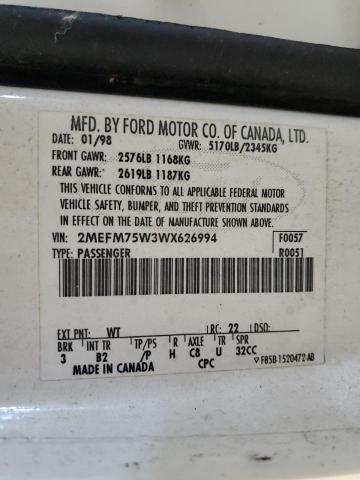 MFD. BY FORD MOTOR CO. OF CANADA, LTD.
DATE: 01/98 GVWR: 5170LB/2345KG
FRONT GAWR: 2576LB 1168KG
REAR GAWR: 2619LB 1187KG
THIS VEHICLE CONFORMS TO ALL APPLICABLE FEDERAL MOTOR
VEHICLE SAFETY, BUMPER, AND THEFT PREVENTION STANDARDS
IN EFFECT ON THE DATE OF MANUFACTURE SHOWN ABOVE.
VIN: 2MEFM75W3WX626994 F0057
TYPE: PASSENGER R0051
EXT PNT: WT RC: 22 DSO:
BRK INT TR TP/PS R AXLE TR SPR
3 B2 /P H C8 U 32CC
MADE IN CANADA CPC F85B-1520472-AB